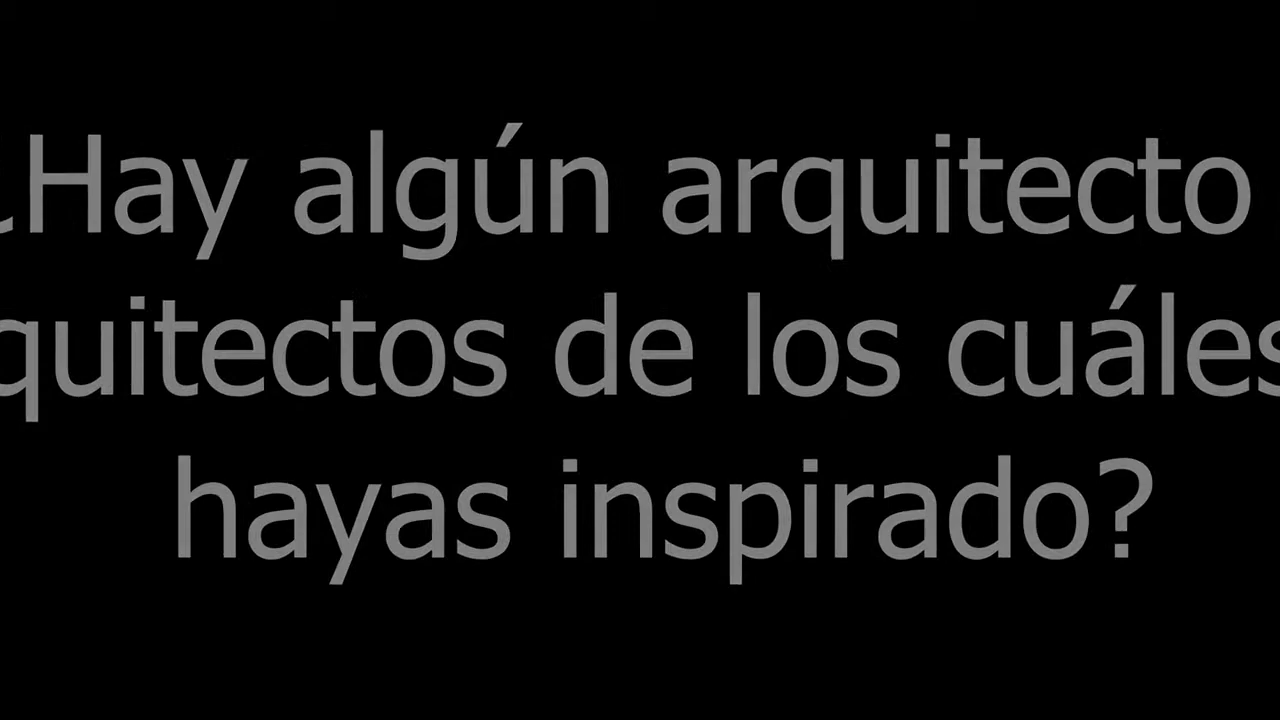 ¿Hay algún arquitecto
quitectos de los cuáles
hayas inspirado?